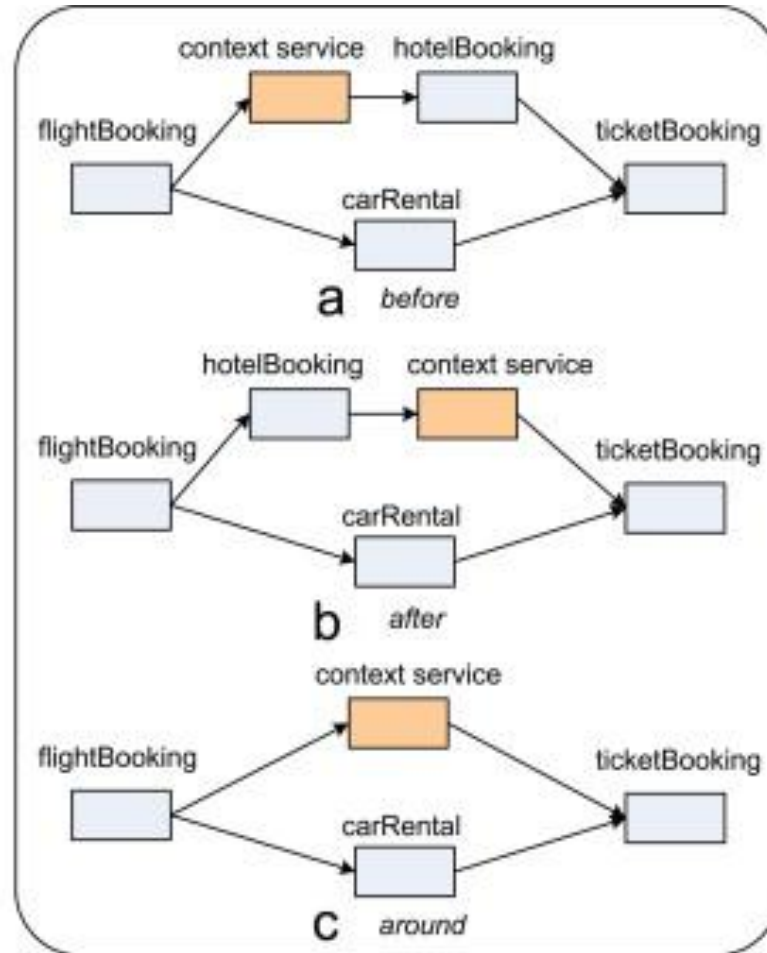 context service hotelBooking
flightBooking ticketBooking
carRental
a before
hotelBooking context service
flightBooking ticketBooking
carRental
b after
context service
flightBooking ticketBooking
carRental
c around